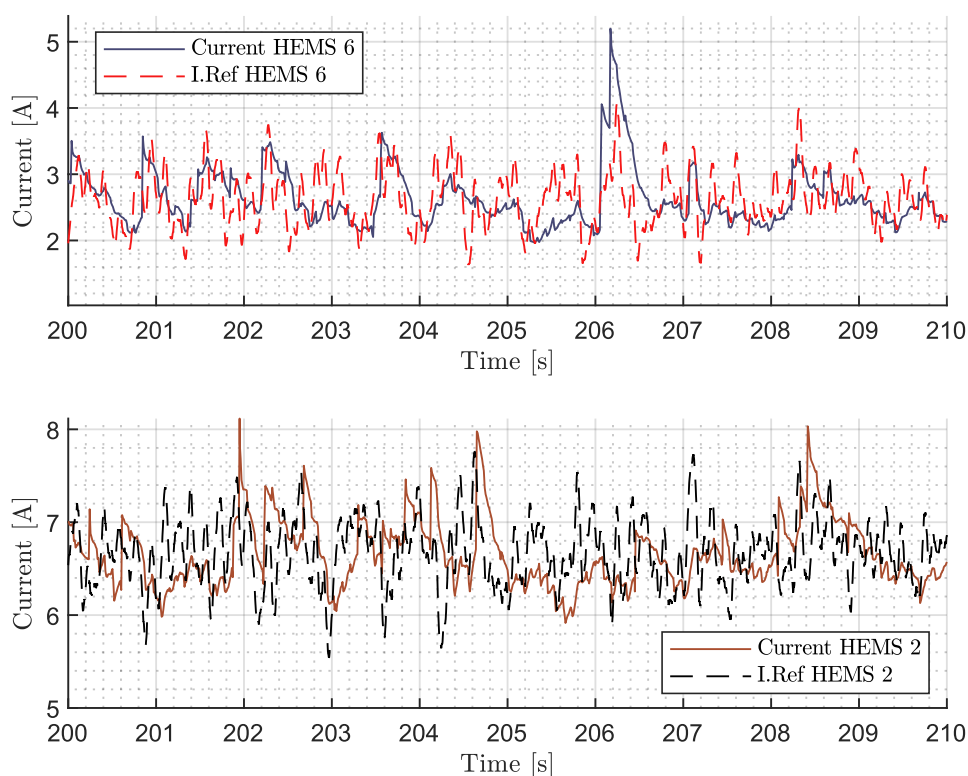 5
4
3
2
Current [A]
Current HEMS 6
I.Ref HEMS 6
200 201 202 203 204 205 206 207 208 209 210
Time [s]
8
7
6
5
Current [A]
Current HEMS 2
I.Ref HEMS 2
200 201 202 203 204 205 206 207 208 209 210
Time [s]